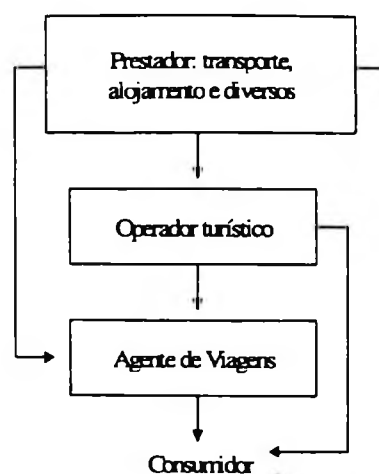 Prestador: transporte,
alojamento e diversos
Operador turístico
Agente de Viagens
Consumidor